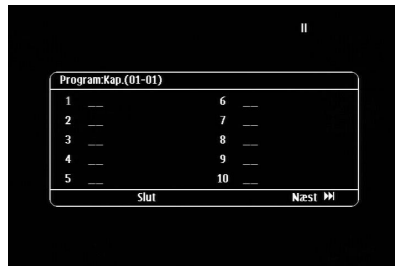 Program:Kap.(01-01)
1 __ 6 __
2 __ 7 __
3 __ 8 __
4 __ 9 __
5 __ 10 __
Slut Næst